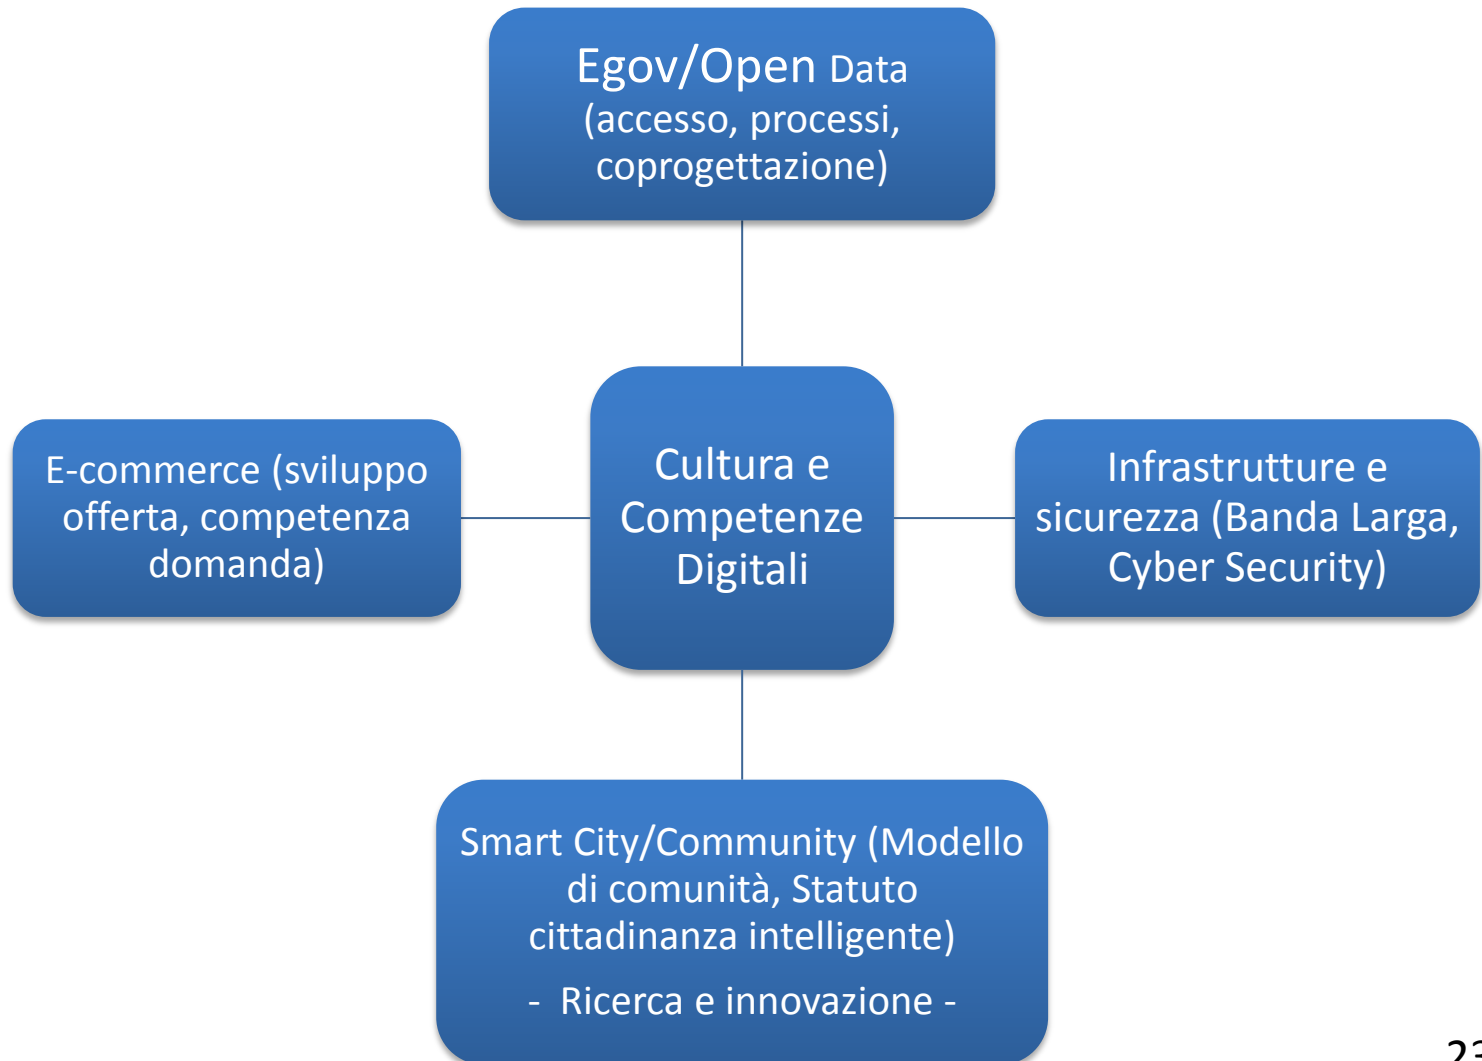 Egov/Open Data
(accesso, processi,
coprogettazione)
E-commerce (sviluppo
offerta, competenza
domanda)
Cultura e
Competenze
Digitali
Infrastrutture e
sicurezza (Banda Larga,
Cyber Security)
Smart City/Community (Modello
di comunità, Statuto
cittadinanza intelligente)
- Ricerca e innovazione -